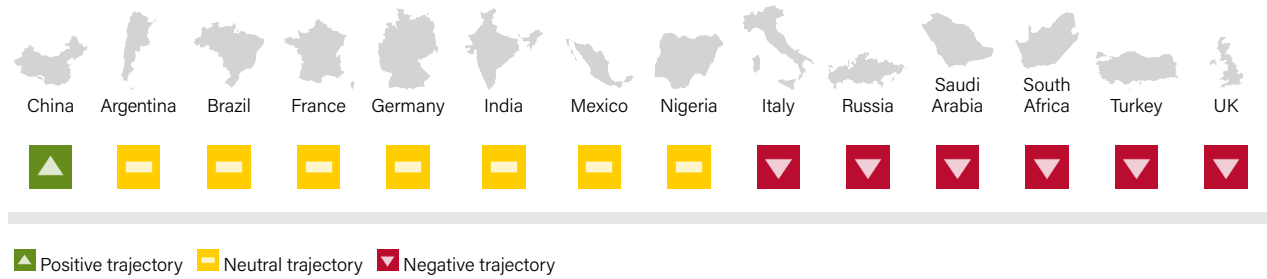 China Argentina Brazil France Germany India Mexico Nigeria Italy Russia Saudi Arabia South Africa Turkey UK
Positive trajectory Neutral trajectory Negative trajectory